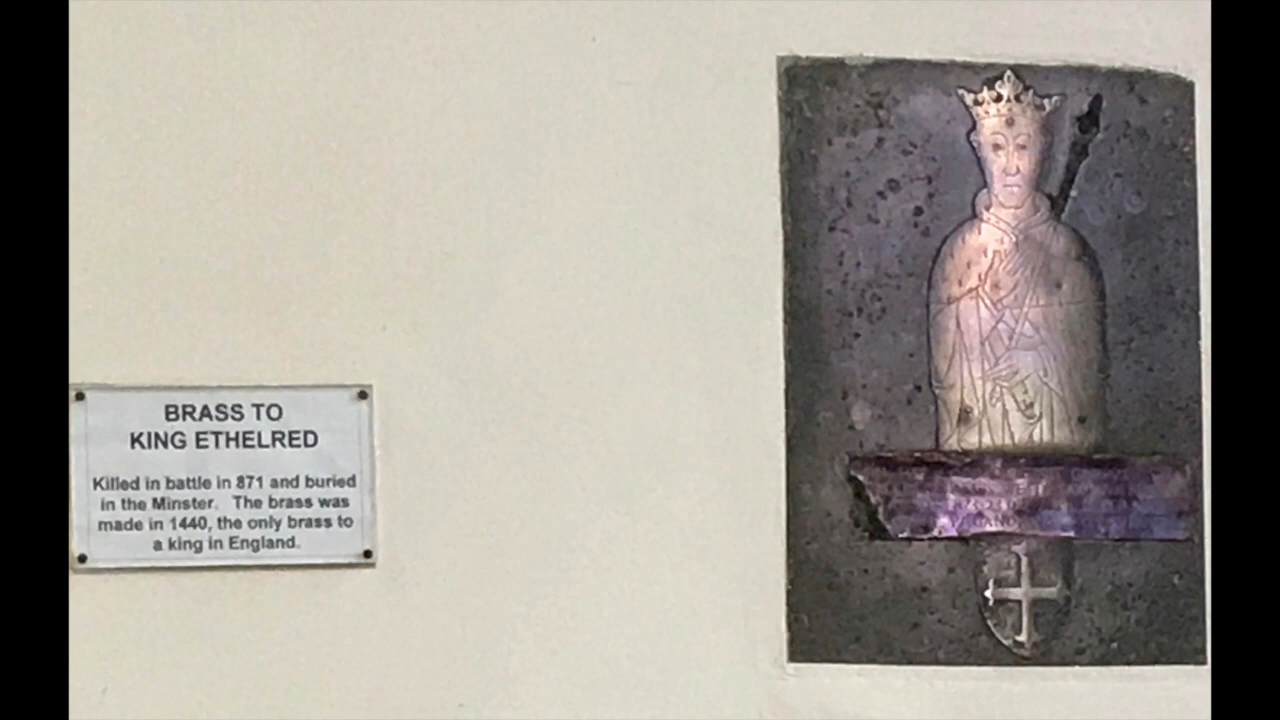 BRASS TO
KING ETHELRED
Killed in battle in 871 and buried
in the Minster. The brass was
made in 1440, the only brass to
a king in England.